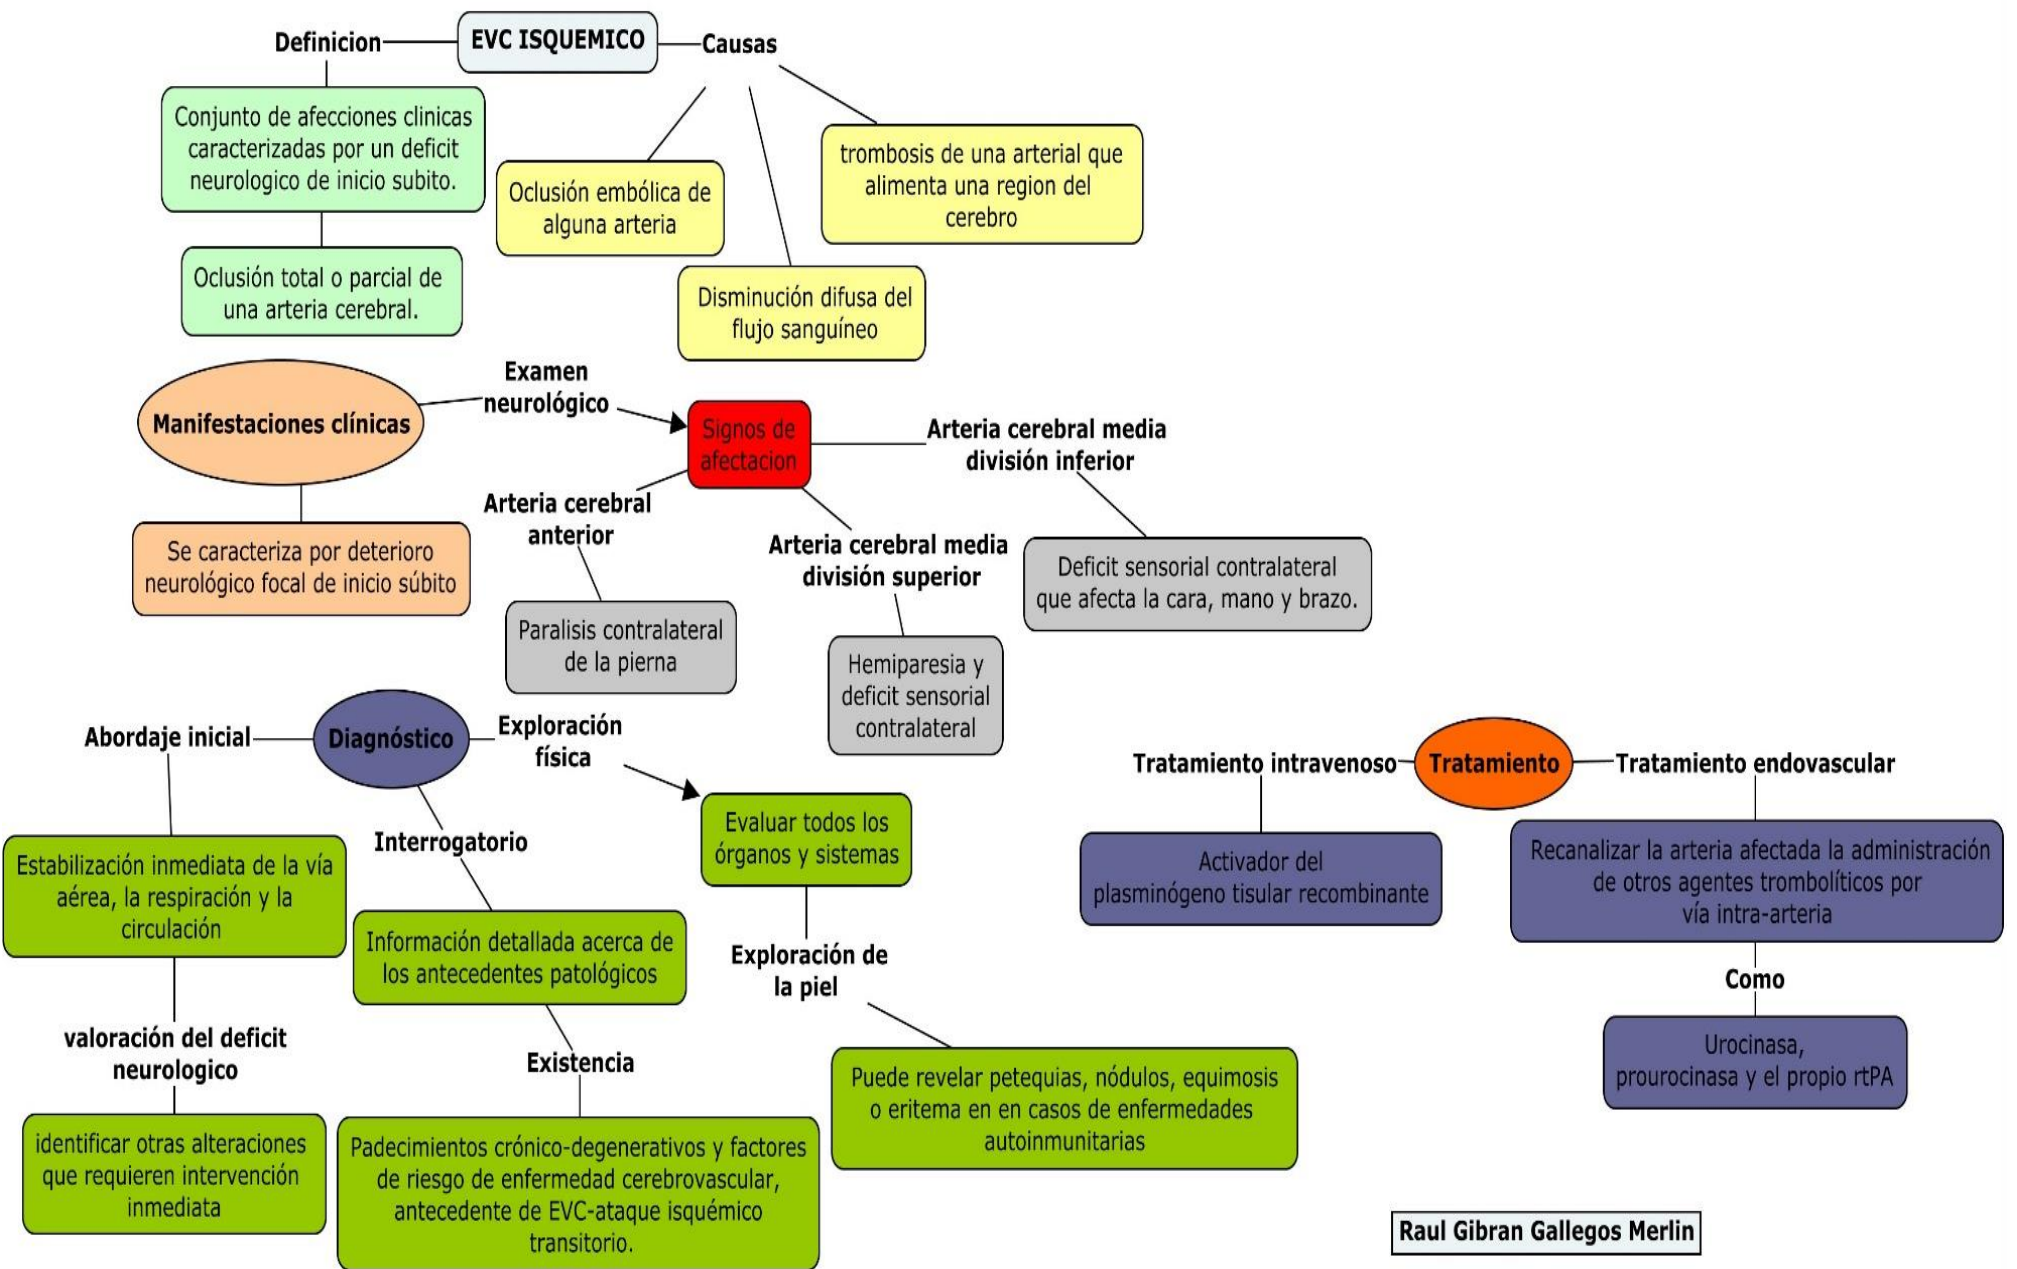 Definicion
EVC ISQUEMICO
Causas
Conjunto de afecciones clinicas
caracterizadas por un deficit
neurologico de inicio subito.
Oclusión total o parcial de
una arteria cerebral.
Oclusión embólica de
alguna arteria
trombosis de una arterial que
alimenta una region del
cerebro
Disminución difusa del
flujo sanguíneo
Manifestaciones clínicas
Examen
neurológico
Signos de
afectacion
Arteria cerebral media
división inferior
Se caracteriza por deterioro
neurológico focal de inicio súbito
Arteria cerebral
anterior
Arteria cerebral media
división superior
Deficit sensorial contralateral
que afecta la cara, mano y brazo.
Paralisis contralateral
de la pierna
Hemiparesia y
deficit sensorial
contralateral
Abordaje inicial
Diagnóstico
Exploración
física
Estabilización inmediata de la vía
aérea, la respiración y la
circulación
valoración del deficit
neurologico
identificar otras alteraciones
que requieren intervención
inmediata
Interrogatorio
Información detallada acerca de
los antecedentes patológicos
Existencia
Padecimientos crónico-degenerativos y factores
de riesgo de enfermedad cerebrovascular,
antecedente de EVC-ataque isquémico
transitorio.
Evaluar todos los
órganos y sistemas
Exploración de
la piel
Puede revelar petequias, nódulos, equimosis
o eritema en en casos de enfermedades
autoinmunitarias
Tratamiento intravenoso
Tratamiento
Tratamiento endovascular
Activador del
plasminógeno tisular recombinante
Recanalizar la arteria afectada la administración
de otros agentes trombolíticos por
vía intra-arteria
Como
Urocinasa,
prourocinasa y el propio rtPA
Raul Gibran Gallegos Merlin